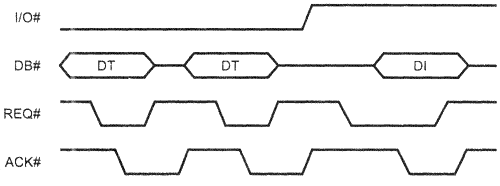 I/O#
DB# DT DT DI
REQ#
ACK#